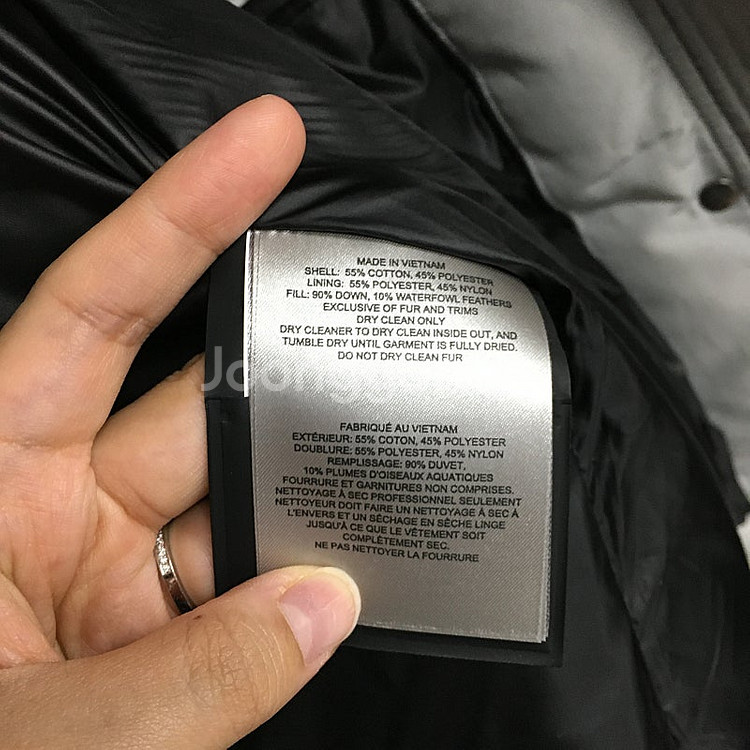 MADE IN VIETNAM
SHELL: 55% COTTON, 45% POLYESTER
LINING: 55% POLYESTER, 45% NYLON
FILL: 90% DOWN, 10% WATERFOWL FEATHERS
EXCLUSIVE OF FUR AND TRIMS
DRY CLEAN ONLY
DRY CLEANER TO DRY CLEAN INSIDE OUT, AND
TUMBLE DRY UNTIL GARMENT IS FULLY DRIED.
DO NOT DRY CLEAN FUR
FABRIQUÉ AU VIETNAM
EXTÉRIEUR: 55% COTON, 45% POLYESTER
DOUBLURE: 55% POLYESTER, 45% NYLON
REMPLISSAGE: 90% DUVET,
10% PLUMES D'OISEAUX AQUATIQUES
FOURRURE ET GARNITURES NON COMPRISES.
NETTOYAGE À SEC PROFESSIONNEL SEULEMENT
NETTOYEUR DOIT FAIRE UN NETTOYAGE À SEC À
L'ENVERS ET UN SÉCHAGE EN SÈCHE LINGE
JUSQU'À CE QUE LE VÊTEMENT SOIT
COMPLÈTEMENT SEC.
NE PAS NETTOYER LA FOURRURE